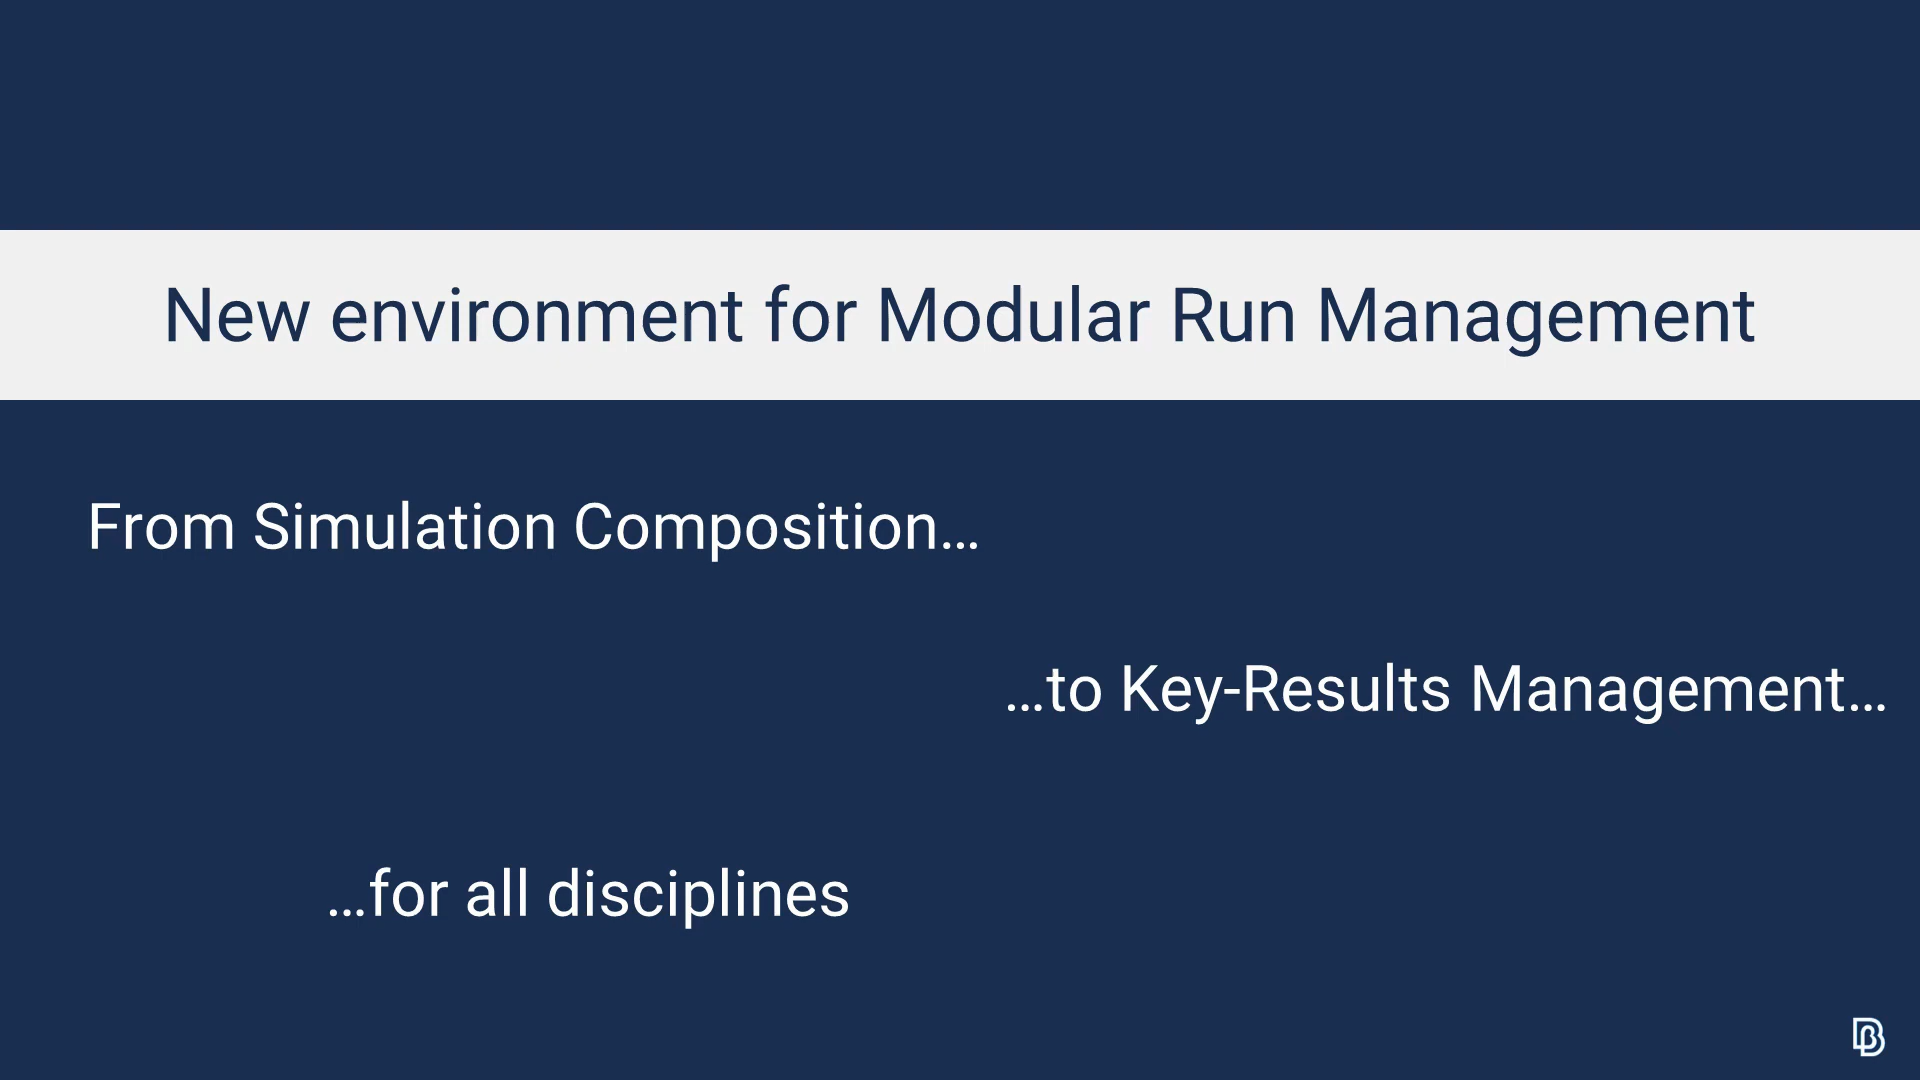 New environment for Modular Run Management
From Simulation Composition…
…to Key-Results Management…
…for all disciplines